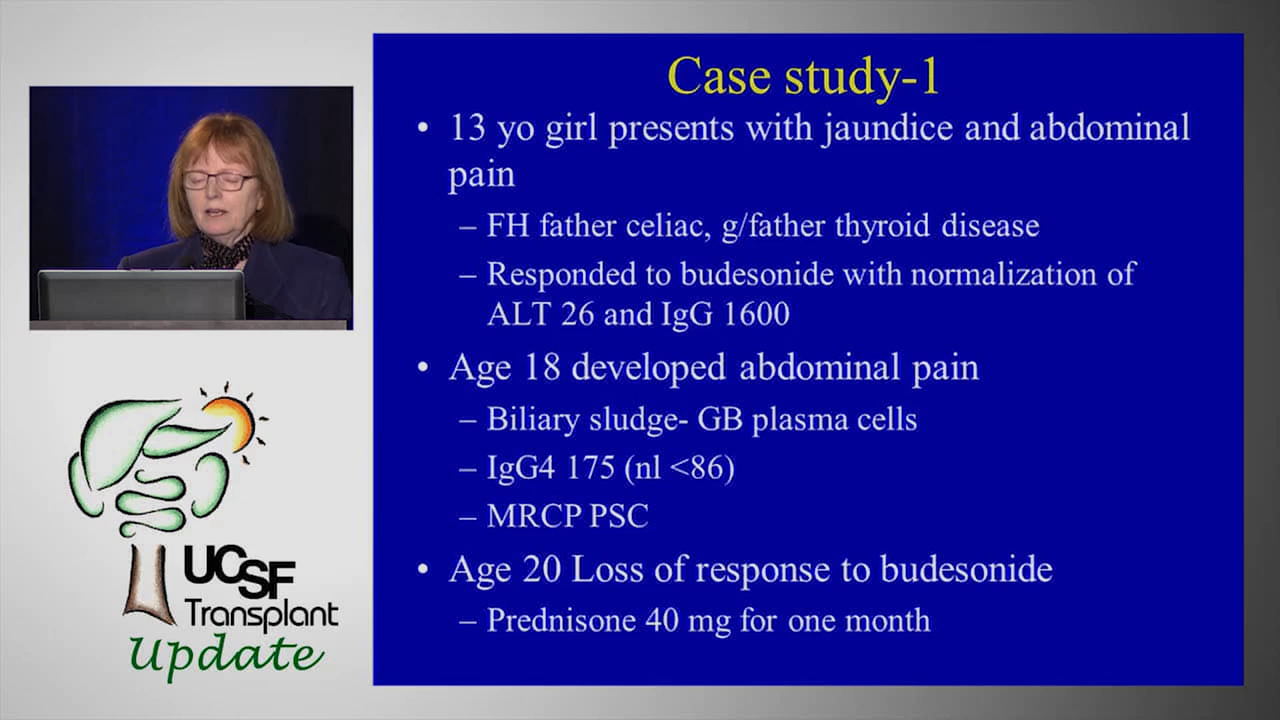 Case study-1
• 13 yo girl presents with jaundice and abdominal
pain
– FH father celiac, g/father thyroid disease
– Responded to budesonide with normalization of
ALT 26 and IgG 1600
• Age 18 developed abdominal pain
– Biliary sludge- GB plasma cells
– IgG4 175 (nl <86)
– MRCP PSC
• Age 20 Loss of response to budesonide
– Prednisone 40 mg for one month
UCSF
Transplant
Update